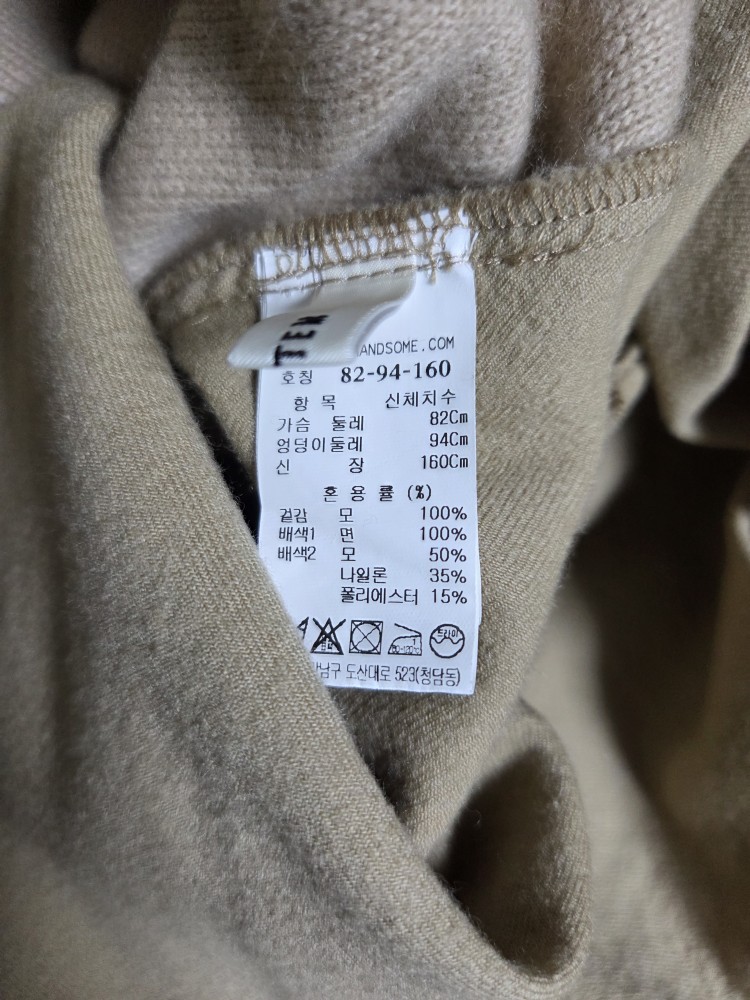 TEN
ANDSOME.COM
호칭 82-94-160
항 목 신체치수
가슴 둘레 82Cm
엉덩이둘레 94Cm
신 장 160Cm
혼 용 률 (%)
겉감 모 100%
배색1 면 100%
배색2 모 50%
나일론 35%
폴리에스터 15%
드라이
남구 도산대로 523(청담동)